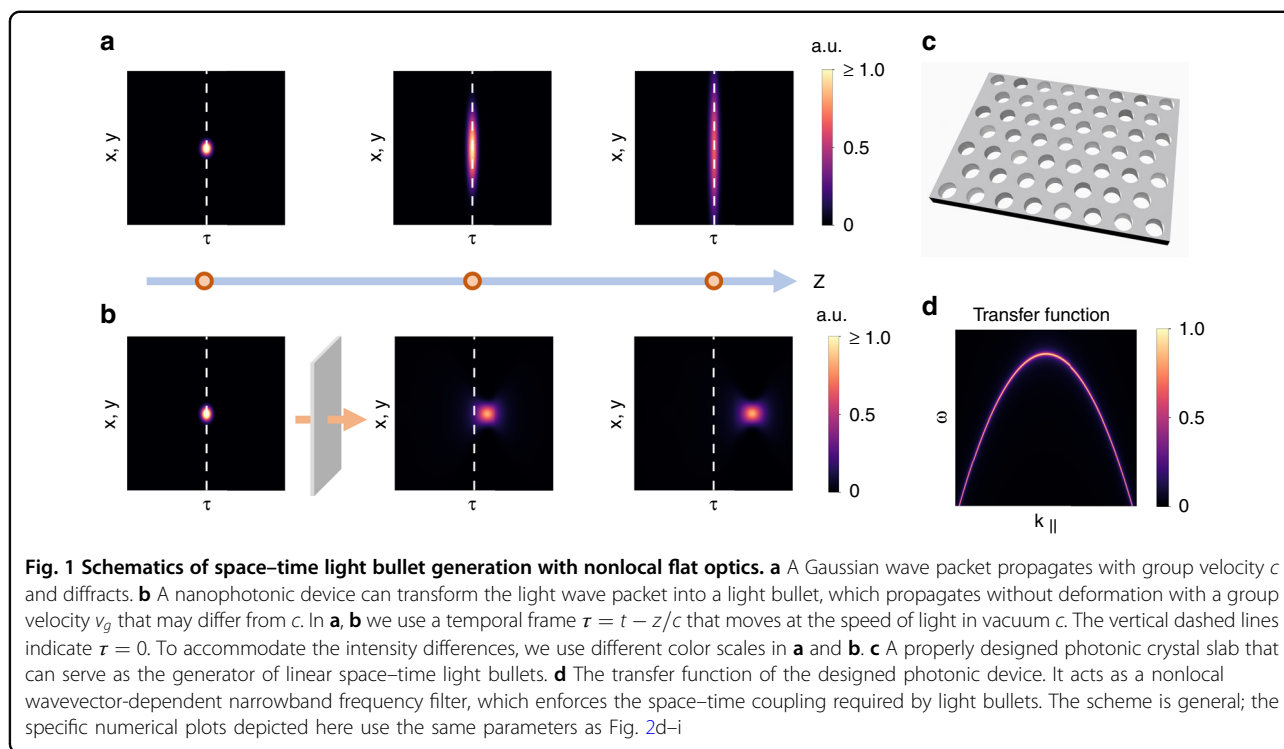 a
a.u.
≥ 1.0
0.5
0
x, y
τ
x, y
τ
x, y
τ
c
z
b
a.u.
≥ 1.0
0.5
0
x, y
τ
x, y
τ
x, y
τ
d
Transfer function
1.0
0.5
0
ω
k ||
Fig. 1 Schematics of space–time light bullet generation with nonlocal flat optics. a A Gaussian wave packet propagates with group velocity c
and diffracts. b A nanophotonic device can transform the light wave packet into a light bullet, which propagates without deformation with a group
velocity vg that may differ from c. In a, b we use a temporal frame τ = t − z/c that moves at the speed of light in vacuum c. The vertical dashed lines
indicate τ = 0. To accommodate the intensity differences, we use different color scales in a and b. c A properly designed photonic crystal slab that
can serve as the generator of linear space–time light bullets. d The transfer function of the designed photonic device. It acts as a nonlocal
wavevector-dependent narrowband frequency filter, which enforces the space–time coupling required by light bullets. The scheme is general; the
specific numerical plots depicted here use the same parameters as Fig. 2d–i